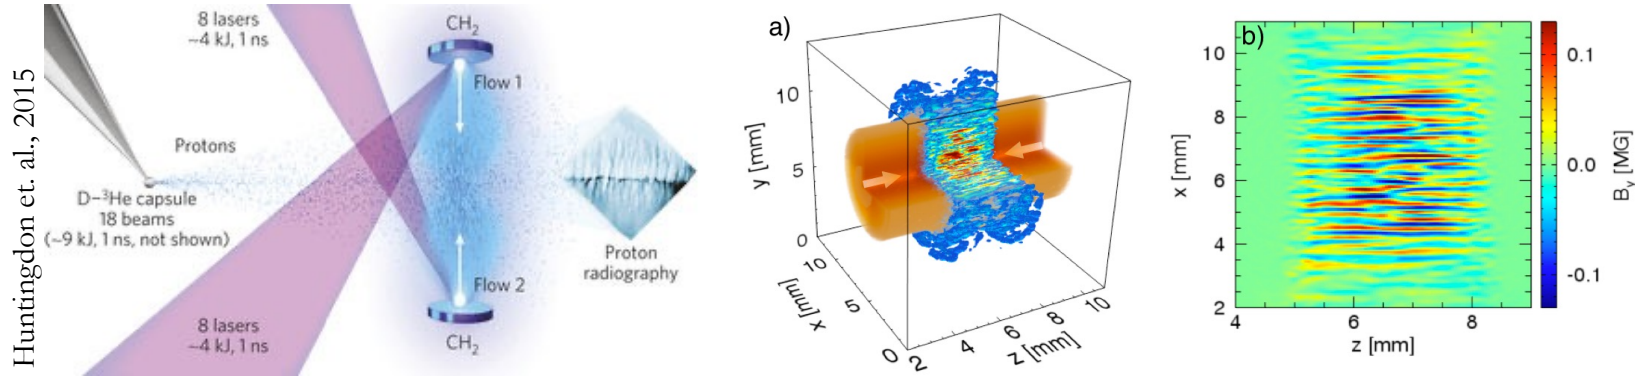 Huntingdon et. al., 2015
8 lasers
~4 kJ, 1 ns
CH₂
Flow 1
Protons
D–³He capsule
18 beams
(~9 kJ, 1 ns, not shown)
Proton
radiography
Flow 2
8 lasers
~4 kJ, 1 ns
CH₂
a)
10
5
0
y [mm]
10
5
0
x [mm]
2
4
6
8
10
z [mm]
b)
10
8
6
4
2
x [mm]
4
6
8
z [mm]
0.1
0.0
-0.1
By [MG]